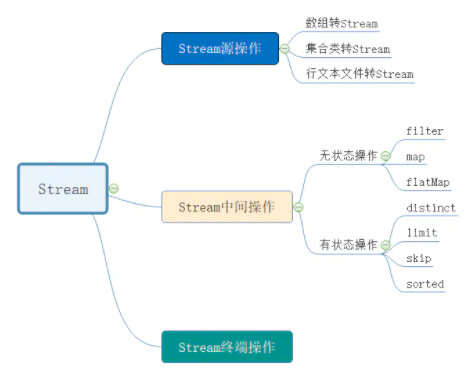 Stream
Stream源操作
数组转Stream
集合类转Stream
行文本文件转Stream
Stream中间操作
无状态操作
filter
map
flatMap
有状态操作
distinct
limit
skip
sorted
Stream终端操作